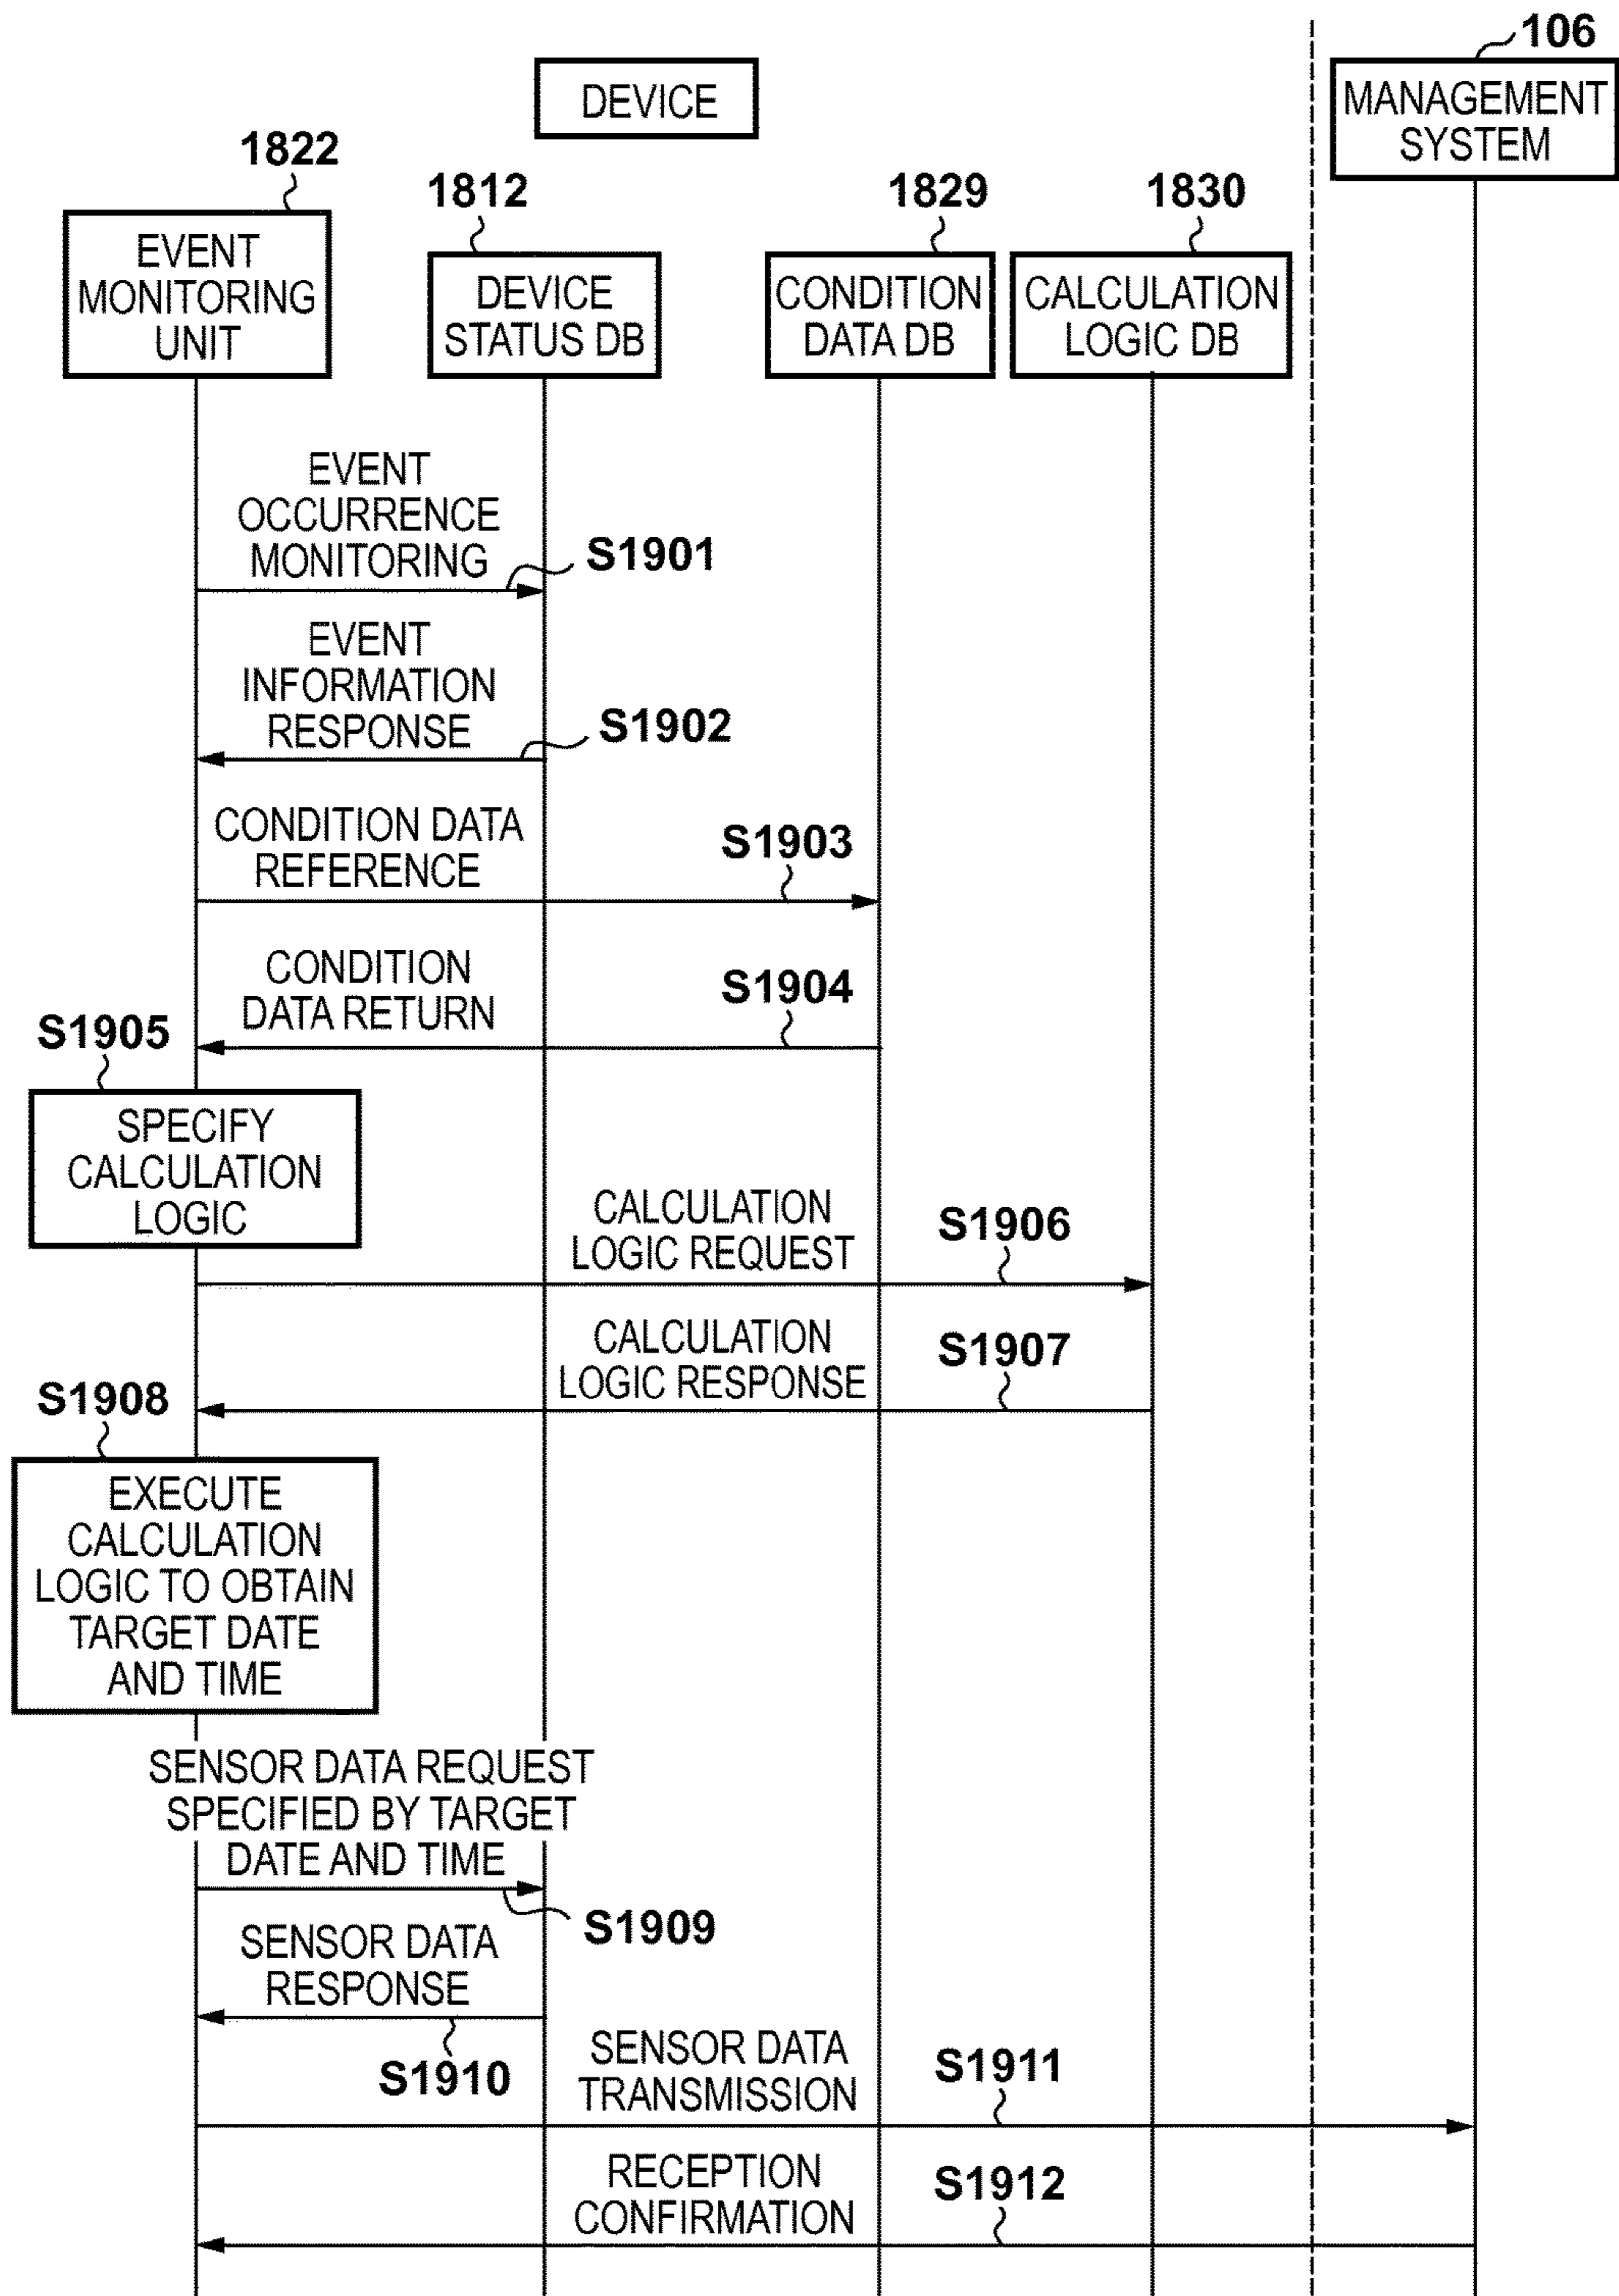 106
DEVICE
MANAGEMENT
SYSTEM
1822
1812
1829
1830
EVENT
MONITORING
UNIT
DEVICE
STATUS DB
CONDITION
DATA DB
CALCULATION
LOGIC DB
EVENT
OCCURRENCE
MONITORING
S1901
EVENT
INFORMATION
RESPONSE
S1902
CONDITION DATA
REFERENCE
S1903
CONDITION
DATA RETURN
S1904
S1905
SPECIFY
CALCULATION
LOGIC
CALCULATION
LOGIC REQUEST
S1906
CALCULATION
LOGIC RESPONSE
S1907
S1908
EXECUTE
CALCULATION
LOGIC TO OBTAIN
TARGET DATE
AND TIME
SENSOR DATA REQUEST
SPECIFIED BY TARGET
DATE AND TIME
S1909
SENSOR DATA
RESPONSE
S1910
SENSOR DATA
TRANSMISSION
S1911
RECEPTION
CONFIRMATION
S1912